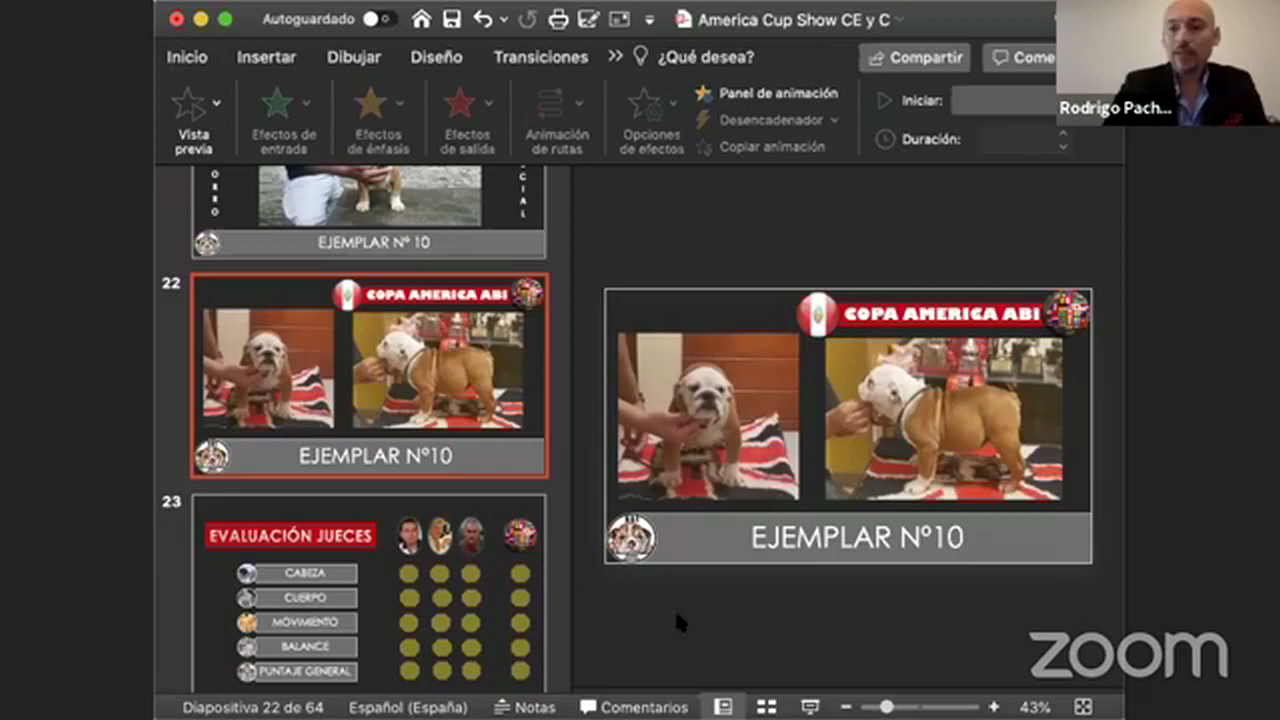 Autoguardado
America Cup Show CE y C
Inicio
Insertar
Dibujar
Diseño
Transiciones
¿Qué desea?
Compartir
Come
Vista
previa
Efectos de
entrada
Efectos
de énfasis
Efectos
de salida
Animación
de rutas
Opciones
de efectos
Panel de animación
Desencadenador
Copiar animación
Iniciar:
Duración:
Rodrigo Pach...
O
R
R
O
C
I
A
L
EJEMPLAR Nº 10
22
COPA AMERICA ABI
EJEMPLAR Nº10
23
EVALUACIÓN JUECES
CABEZA
CUERPO
MOVIMIENTO
BALANCE
PUNTAJE GENERAL
COPA AMERICA ABI
EJEMPLAR Nº10
zoom
Diapositiva 22 de 64
Español (España)
Notas
Comentarios
43%